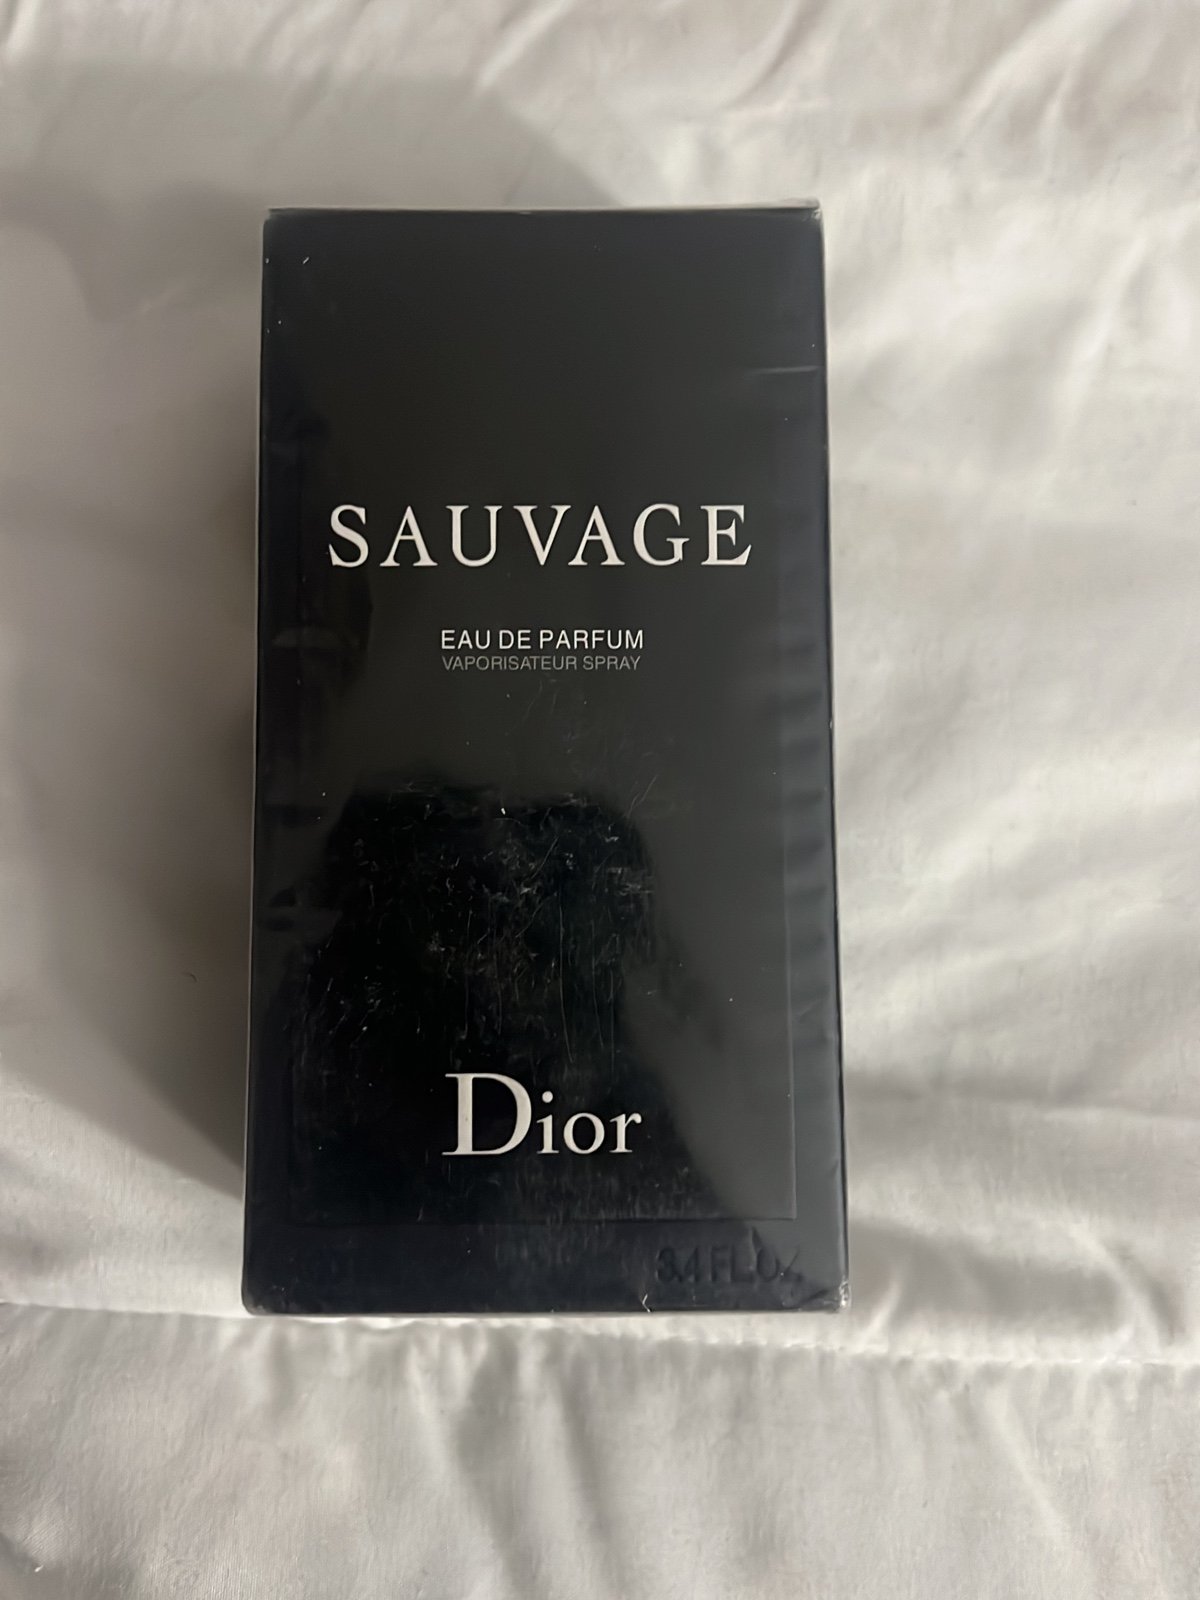 SAUVAGE
EAU DE PARFUM
VAPORISATEUR SPRAY
Dior
3.4 FL.OZ.